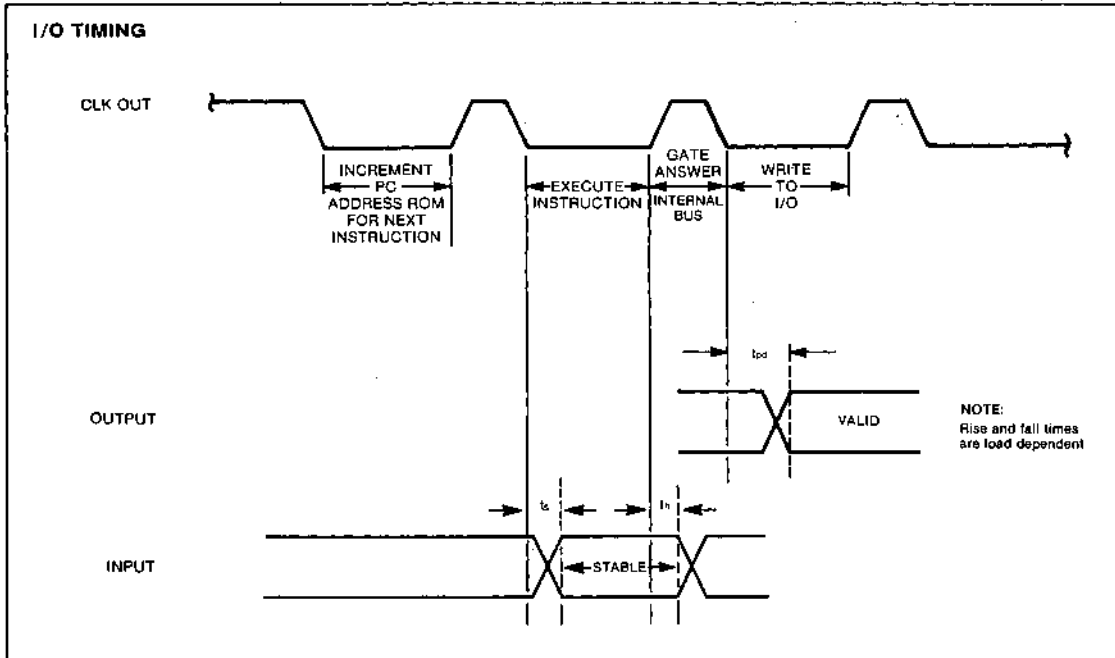 I/O TIMING
CLK OUT
INCREMENT
PC
ADDRESS ROM
FOR NEXT
INSTRUCTION
EXECUTE
INSTRUCTION
GATE
ANSWER
INTERNAL
BUS
WRITE
TO
I/O
tpd
OUTPUT
VALID
NOTE:
Rise and fall times
are load dependent
ts
th
INPUT
STABLE